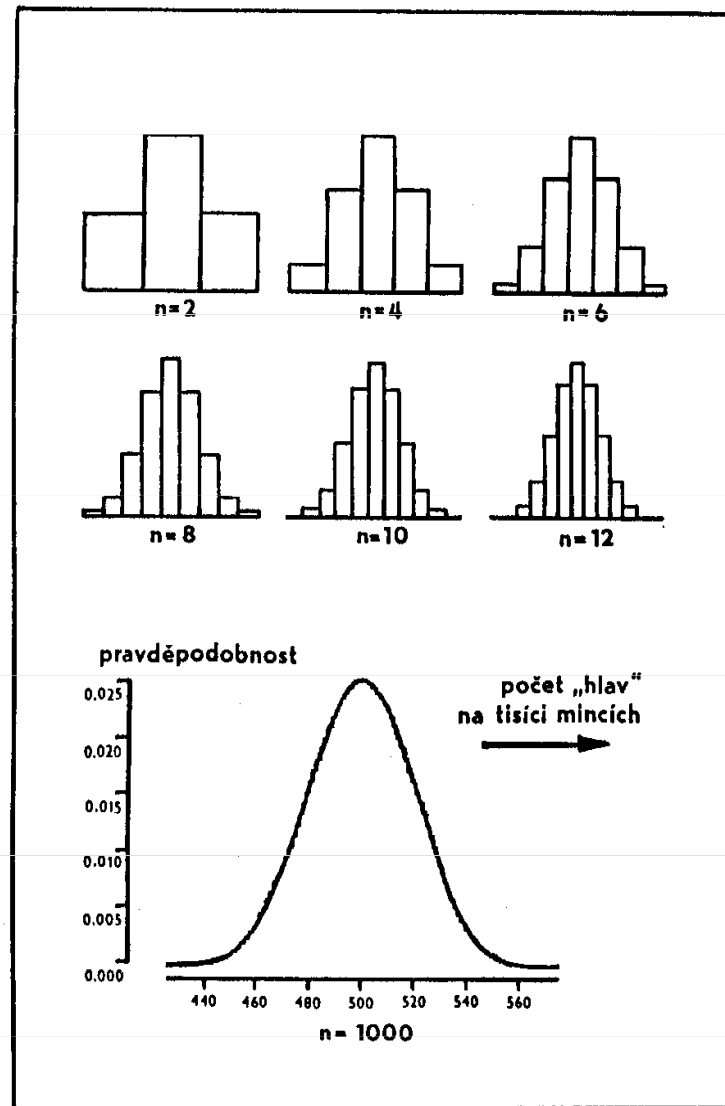 n=2
n=4
n=6
n=8
n=10
n=12
pravděpodobnost
počet „hlav“
na tisíci mincích
0.025
0.020
0.015
0.010
0.005
0.000
440 460 480 500 520 540 560
n= 1000